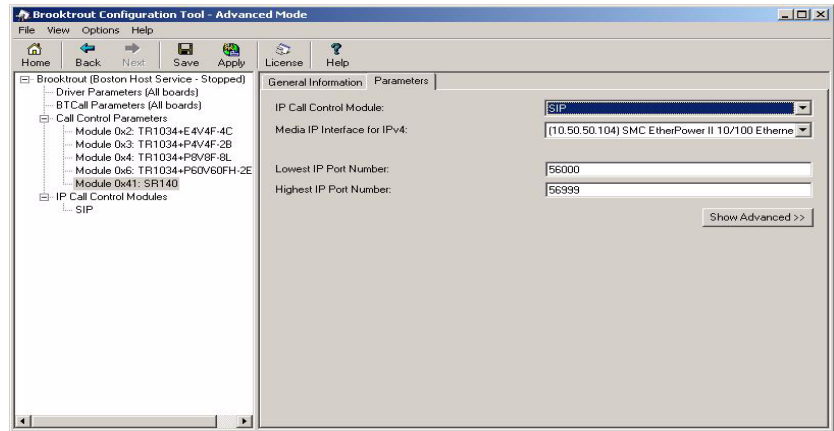 Brooktrout Configuration Tool - Advanced Mode
File View Options Help
Home Back Next Save Apply License Help
Brooktrout (Boston Host Service - Stopped)
Driver Parameters (All boards)
BTCall Parameters (All boards)
Call Control Parameters
Module 0x2: TR1034+E4V4F-4C
Module 0x3: TR1034+P4V4F-2B
Module 0x4: TR1034+P8V8F-8L
Module 0x6: TR1034+P60V60FH-2E
Module 0x41: SR140
IP Call Control Modules
SIP
General Information Parameters
IP Call Control Module: SIP
Media IP Interface for IPv4: (10.50.50.104) SMC EtherPower II 10/100 Etherne
Lowest IP Port Number: 56000
Highest IP Port Number: 56999
Show Advanced >>